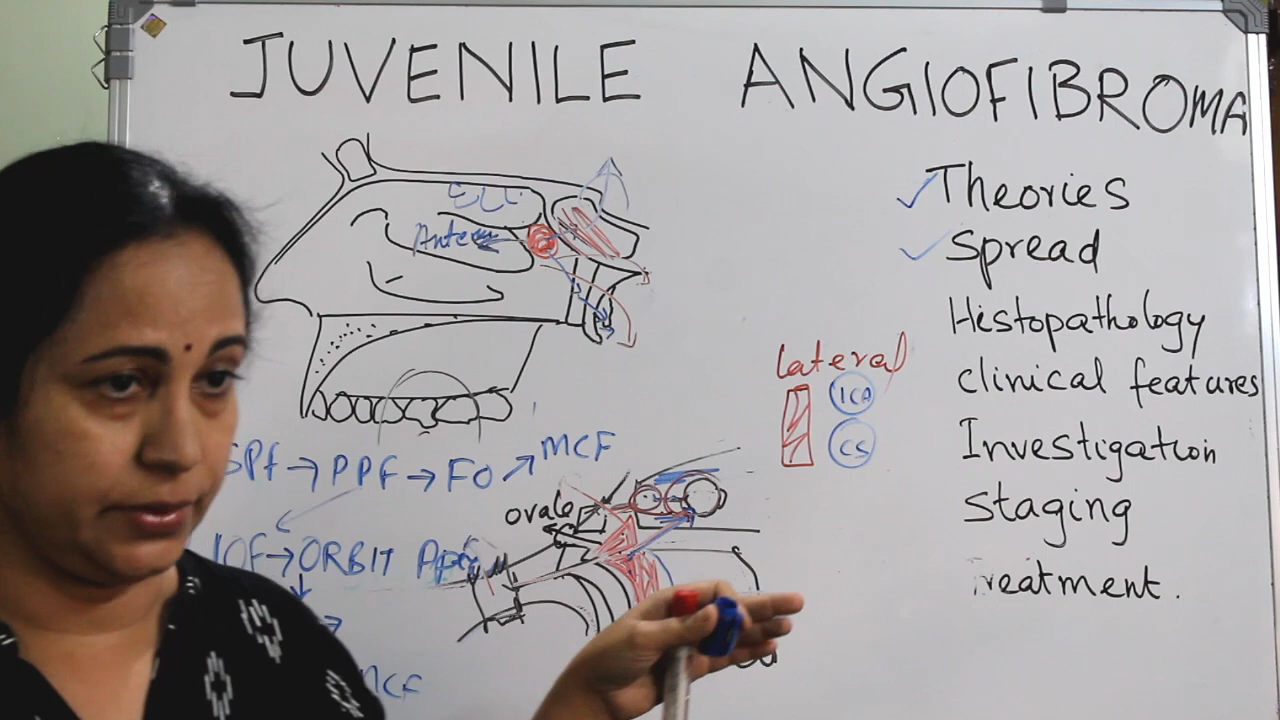 JUVENILE ANGIOFIBROMA
Theories
Spread
Histopathology
clinical features
Investigation
Staging
reatment.
lateral
ICA
CS
SPF → PPF → FO → MCF
ovale
IOF → ORBIT
MCF